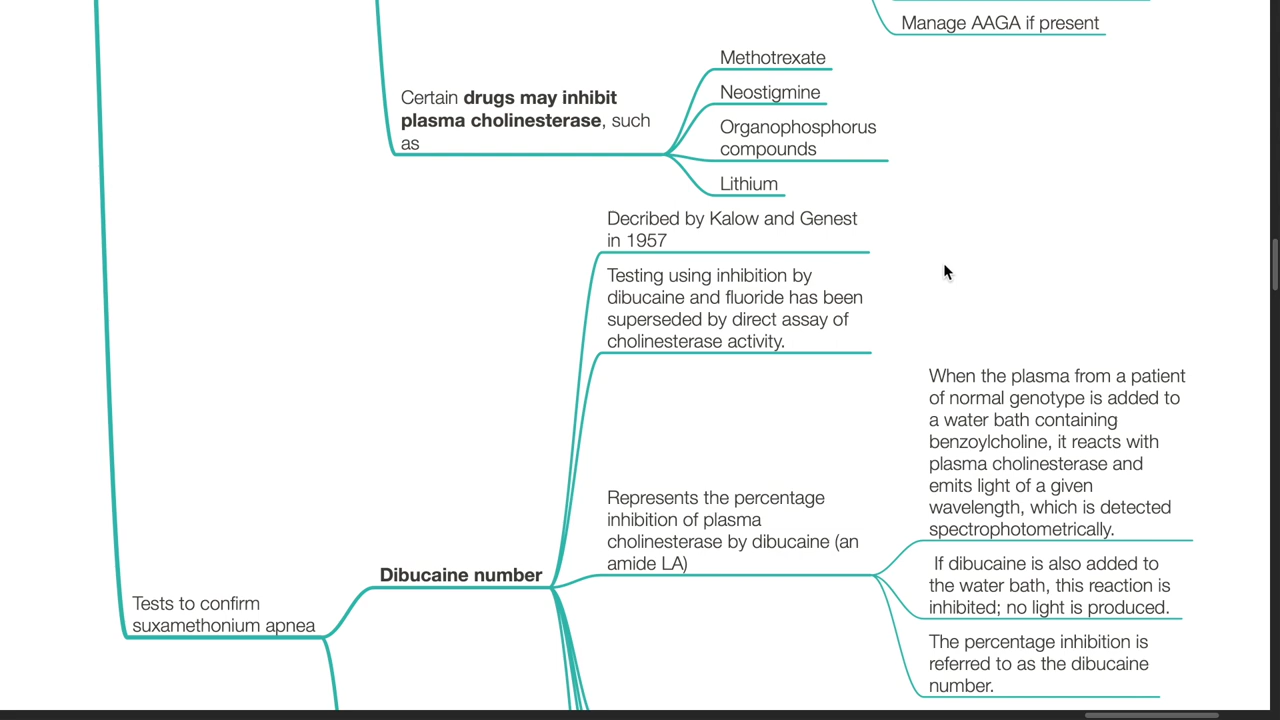 Manage AAGA if present
Certain drugs may inhibit
plasma cholinesterase, such
as
Methotrexate
Neostigmine
Organophosphorus
compounds
Lithium
Tests to confirm
suxamethonium apnea
Dibucaine number
Decribed by Kalow and Genest
in 1957
Testing using inhibition by
dibucaine and fluoride has been
superseded by direct assay of
cholinesterase activity.
Represents the percentage
inhibition of plasma
cholinesterase by dibucaine (an
amide LA)
When the plasma from a patient
of normal genotype is added to
a water bath containing
benzoylcholine, it reacts with
plasma cholinesterase and
emits light of a given
wavelength, which is detected
spectrophotometrically.
If dibucaine is also added to
the water bath, this reaction is
inhibited; no light is produced.
The percentage inhibition is
referred to as the dibucaine
number.